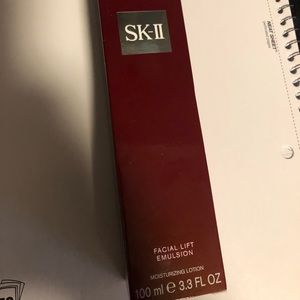 SK-II
FACIAL LIFT
EMULSION
MOISTURIZING LOTION
100 ml e 3.3 FL OZ